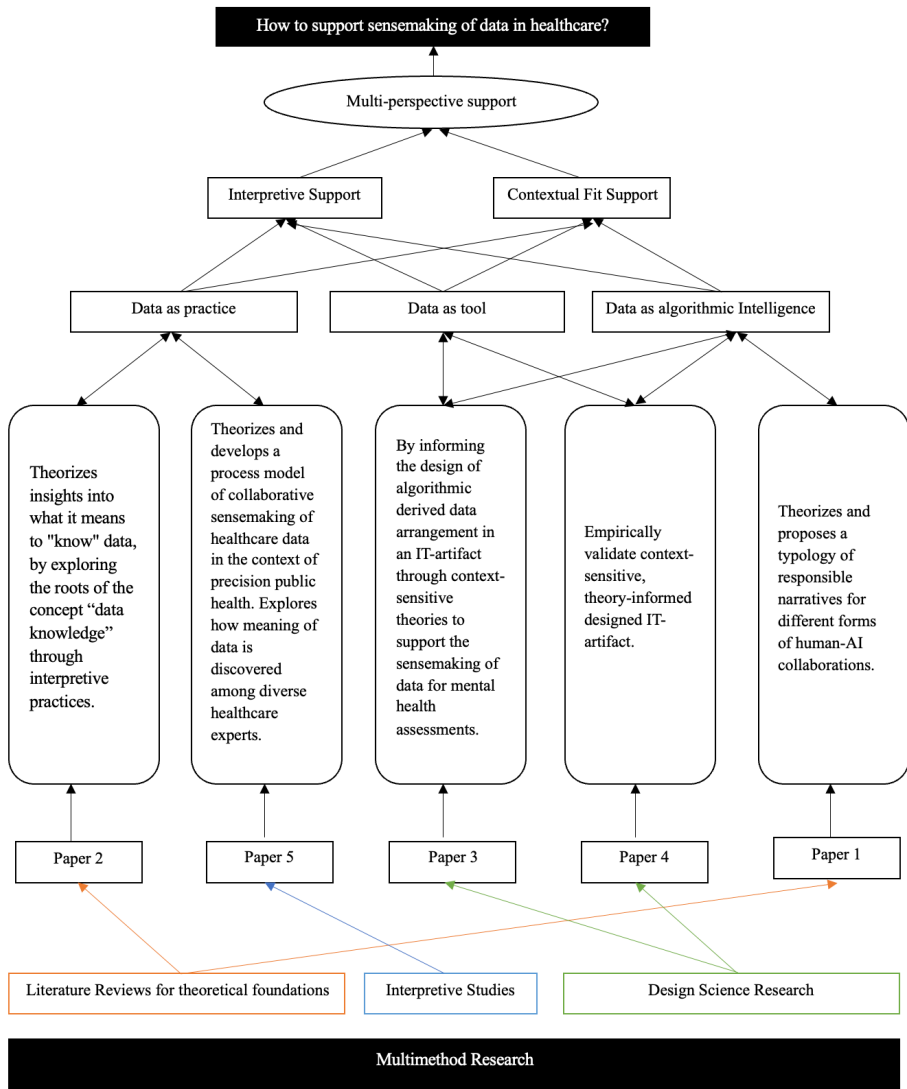 How to support sensemaking of data in healthcare?
Multi-perspective support
Interpretive Support
Contextual Fit Support
Data as practice
Data as tool
Data as algorithmic Intelligence
Theorizes
insights into
what it means
to "know" data,
by exploring
the roots of the
concept “data
knowledge”
through
interpretive
practices.
Theorizes and
develops a
process model
of collaborative
sensemaking of
healthcare data
in the context of
precision public
health. Explores
how meaning of
data is
discovered
among diverse
healthcare
experts.
By informing
the design of
algorithmic
derived data
arrangement in
an IT-artifact
through context-
sensitive
theories to
support the
sensemaking of
data for mental
health
assessments.
Empirically
validate context-
sensitive,
theory-informed
designed IT-
artifact.
Theorizes and
proposes a
typology of
responsible
narratives for
different forms
of human-AI
collaborations.
Paper 2
Paper 5
Paper 3
Paper 4
Paper 1
Literature Reviews for theoretical foundations
Interpretive Studies
Design Science Research
Multimethod Research